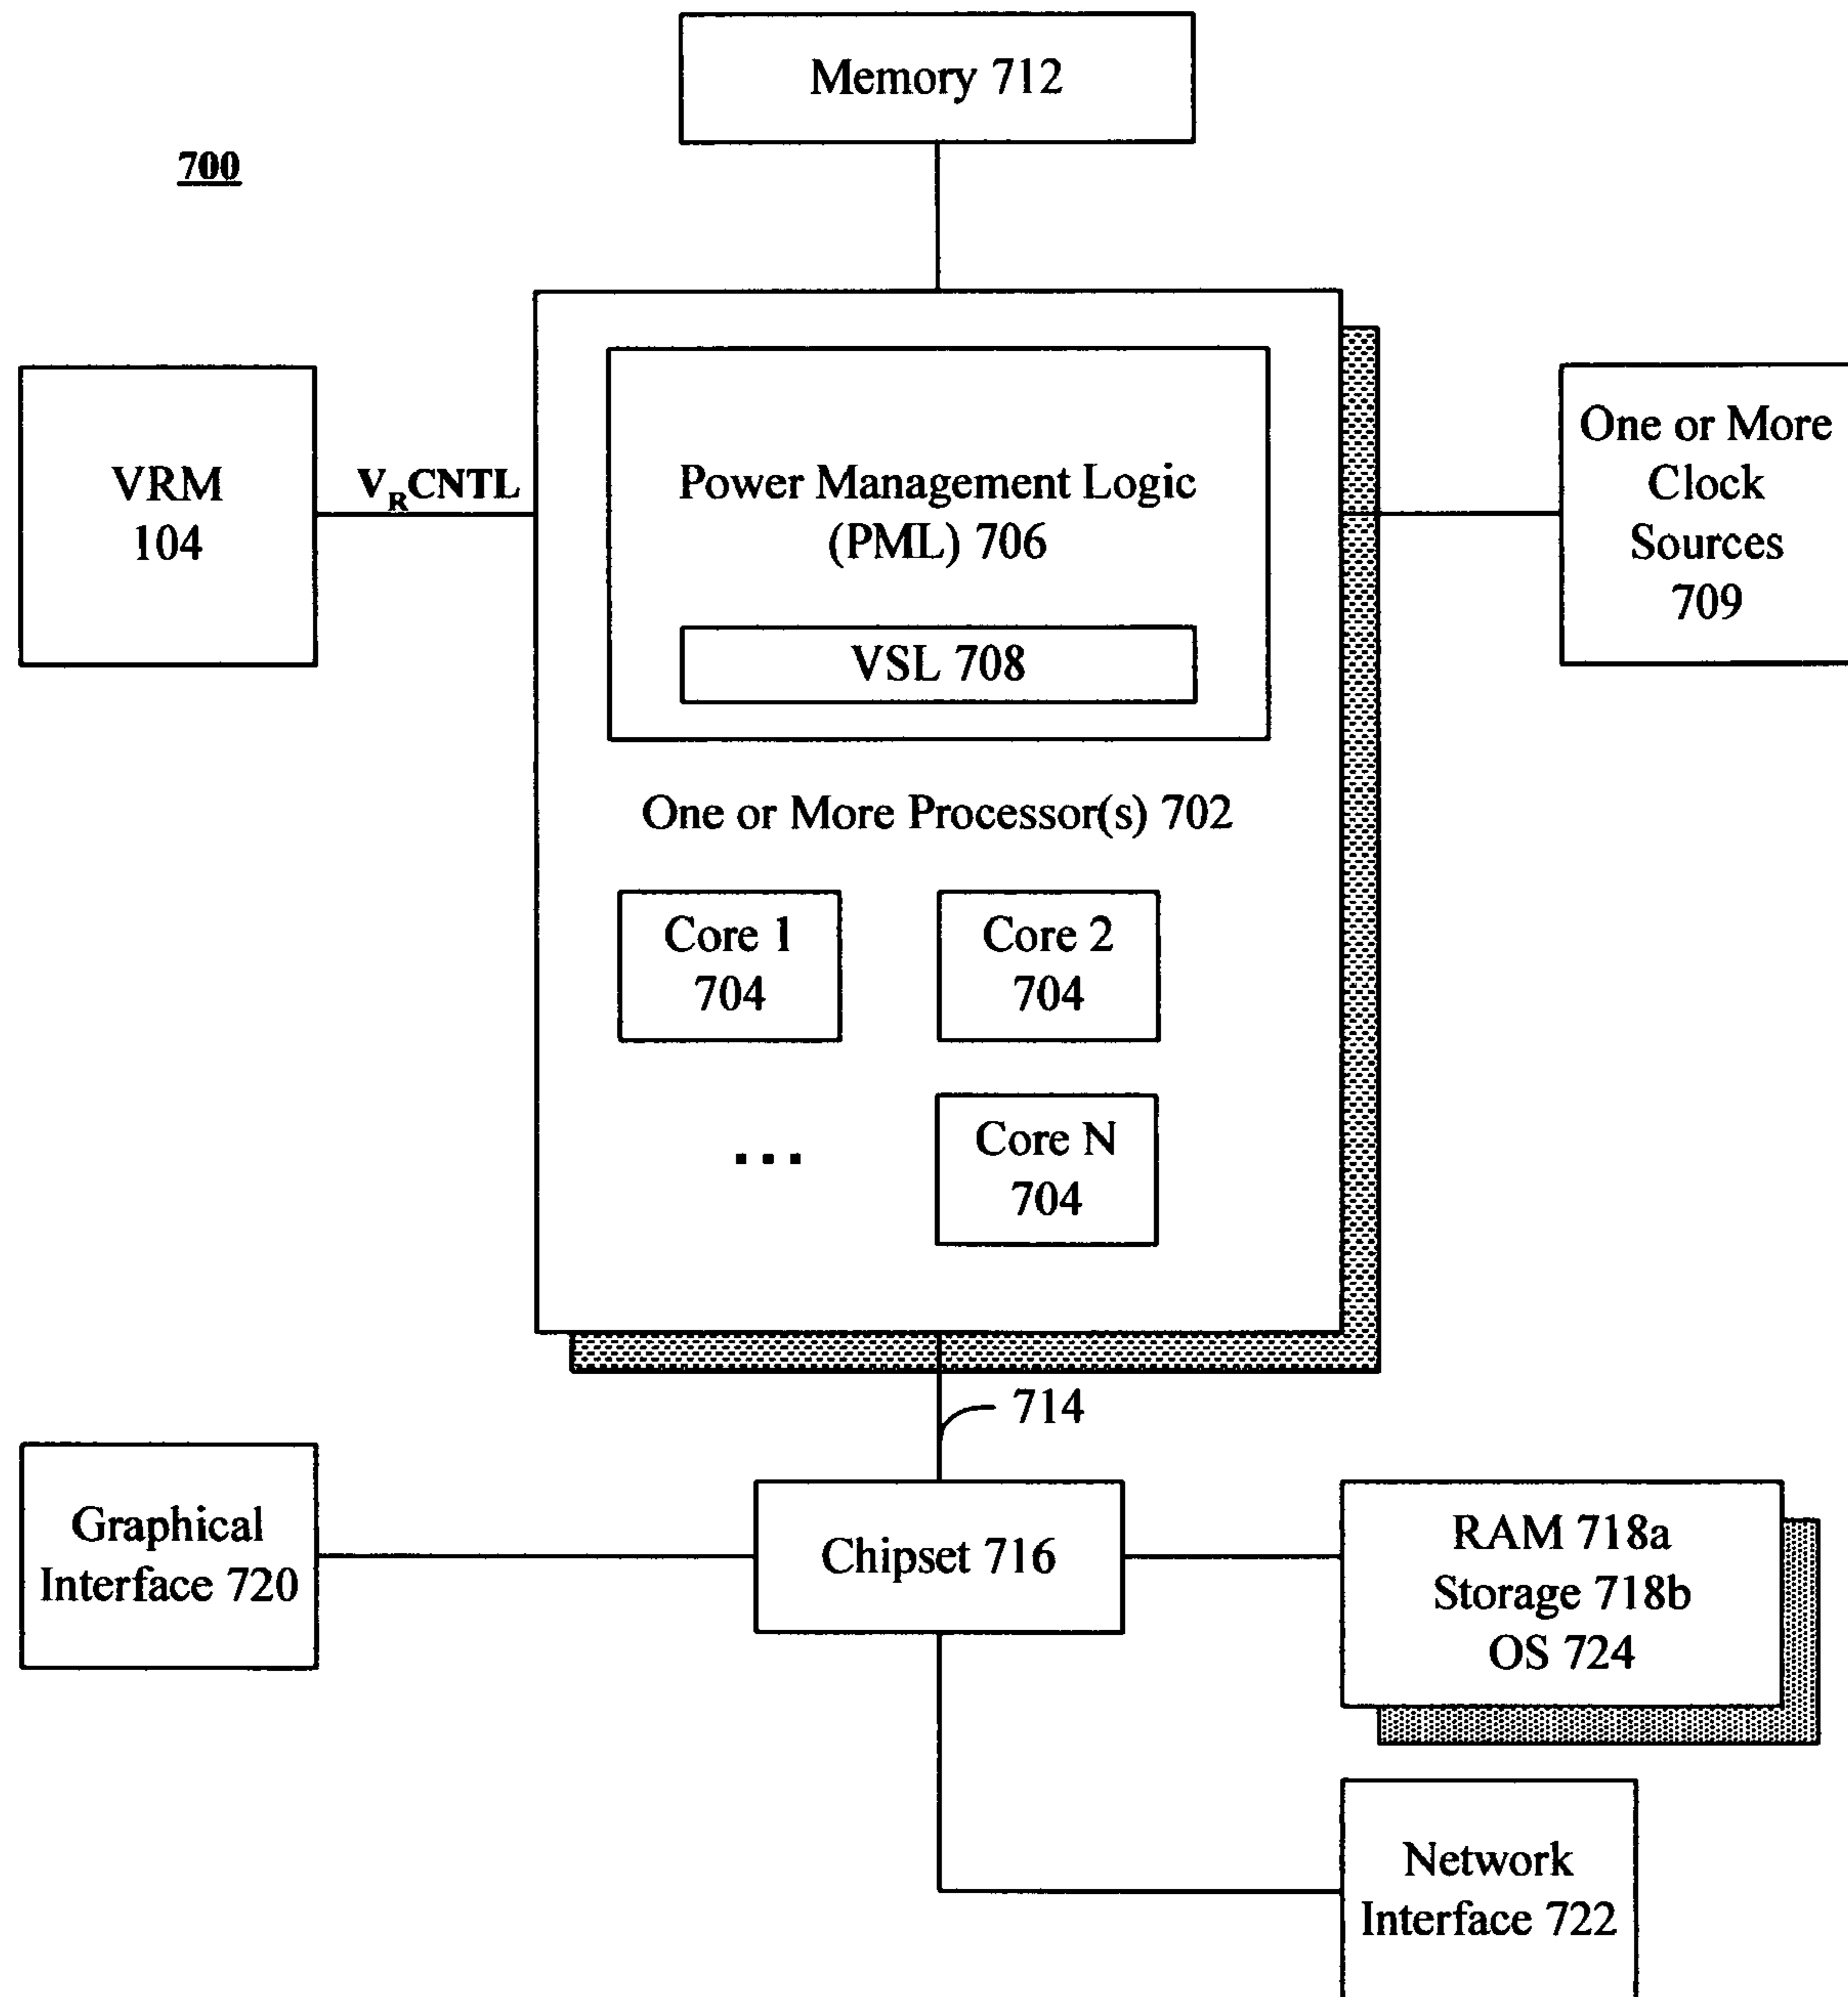 Memory 712
700
VRM
104
VRCNTL
Power Management Logic
(PML) 706
VSL 708
One or More
Clock
Sources
709
One or More Processor(s) 702
Core 1
704
Core 2
704
...
Core N
704
714
Graphical
Interface 720
Chipset 716
RAM 718a
Storage 718b
OS 724
Network
Interface 722